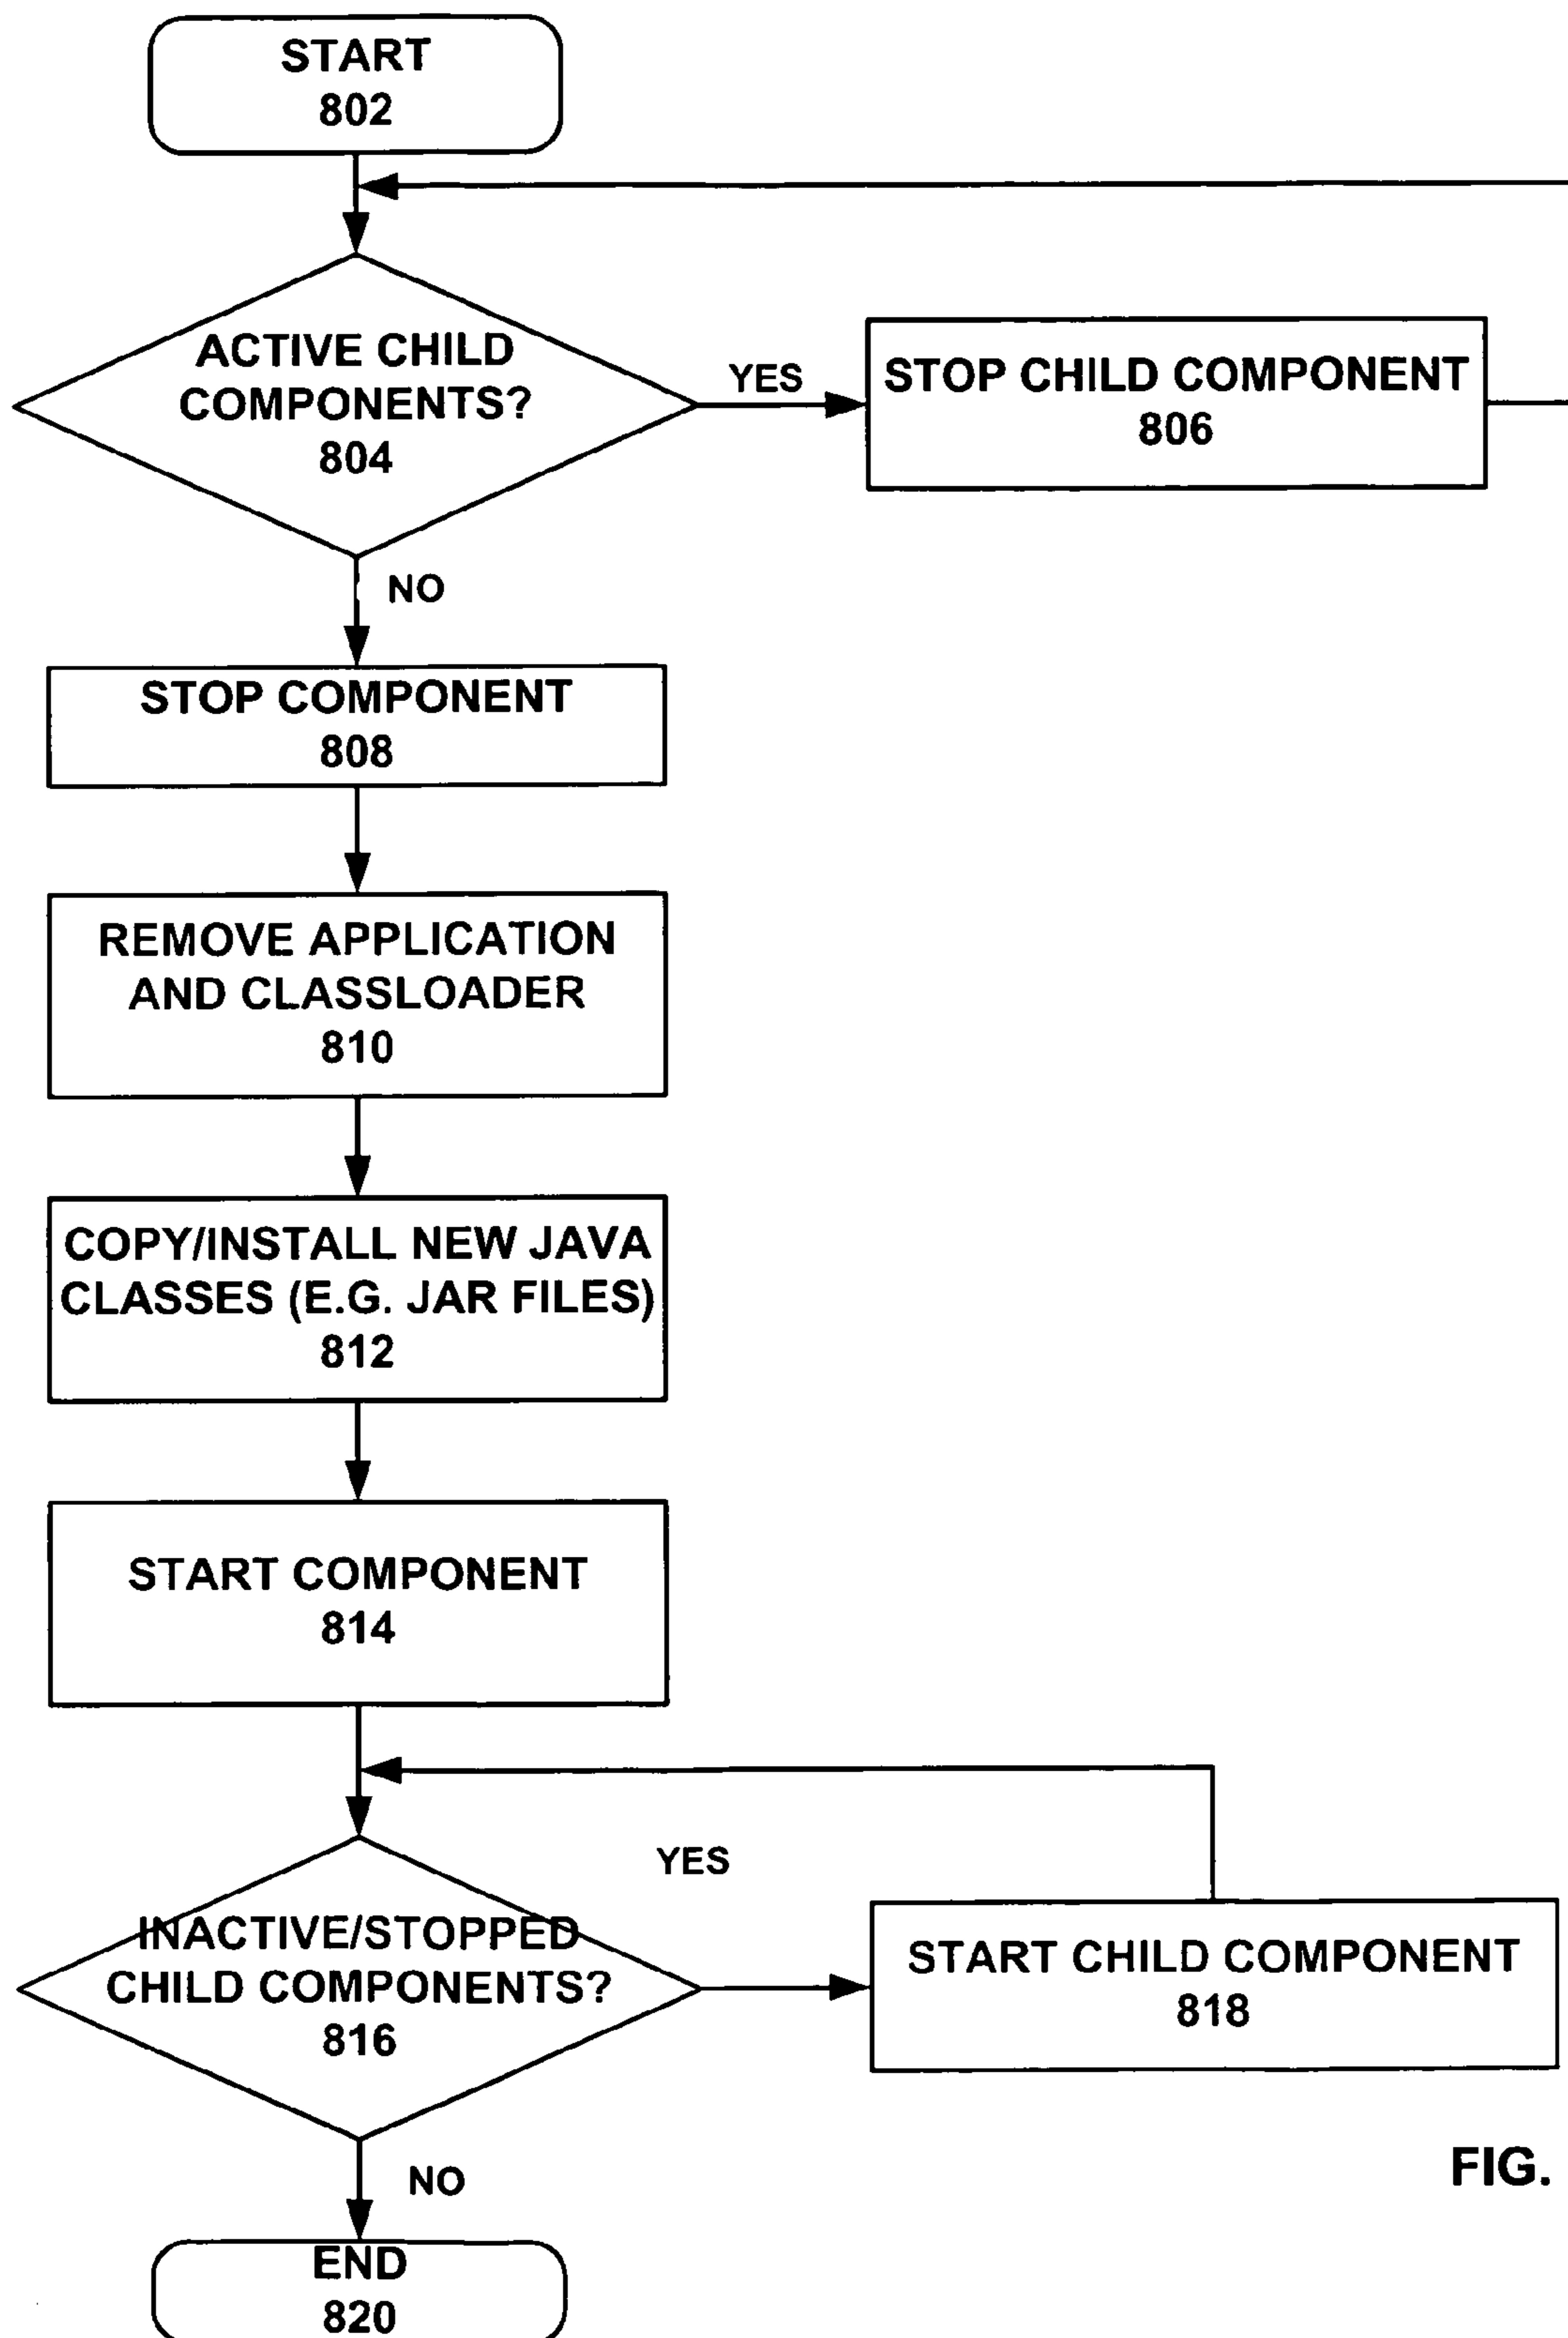 START
802
ACTIVE CHILD
COMPONENTS?
804
YES
STOP CHILD COMPONENT
806
NO
STOP COMPONENT
808
REMOVE APPLICATION
AND CLASSLOADER
810
COPY/INSTALL NEW JAVA
CLASSES (E.G. JAR FILES)
812
START COMPONENT
814
YES
INACTIVE/STOPPED
CHILD COMPONENTS?
816
START CHILD COMPONENT
818
NO
FIG.
END
820